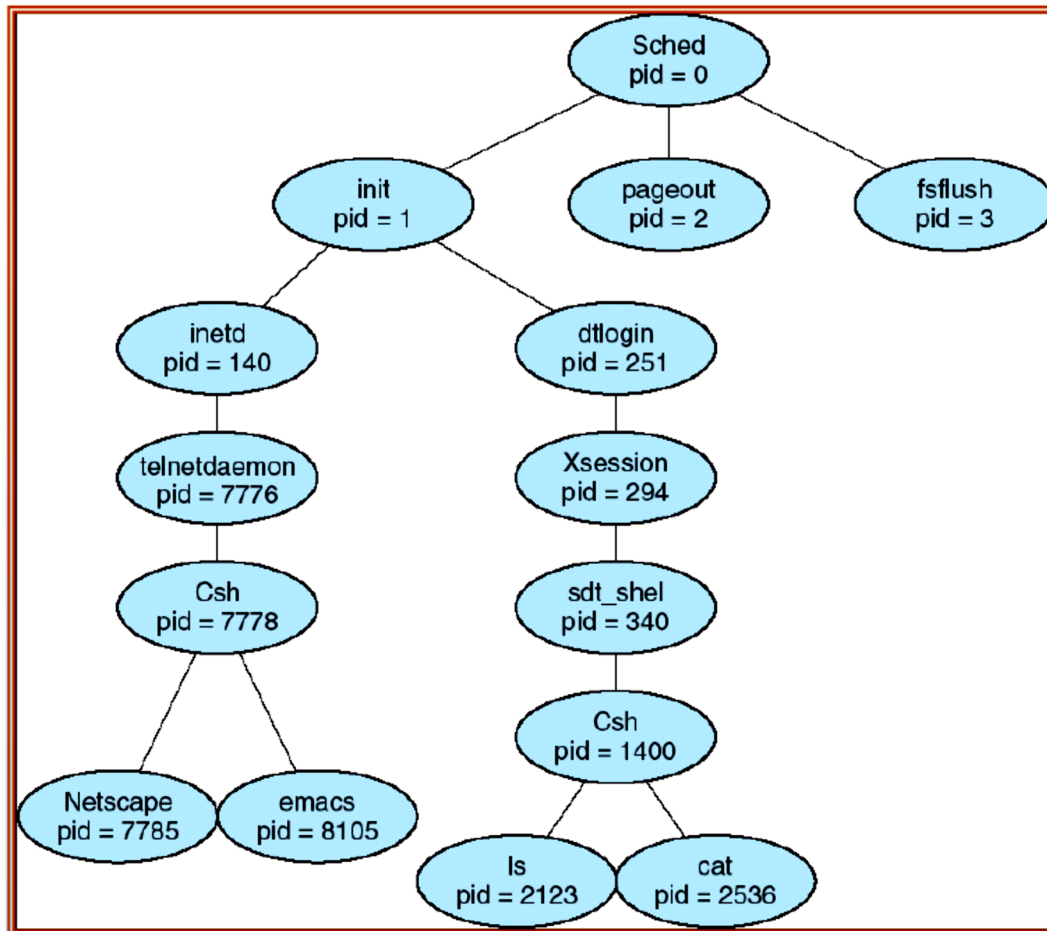 Sched
pid = 0
init
pid = 1
pageout
pid = 2
fsflush
pid = 3
inetd
pid = 140
dtlogin
pid = 251
telnetdaemon
pid = 7776
Xsession
pid = 294
Csh
pid = 7778
sdt_shel
pid = 340
Csh
pid = 1400
Netscape
pid = 7785
emacs
pid = 8105
ls
pid = 2123
cat
pid = 2536